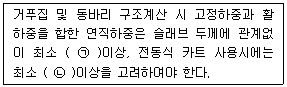 거푸집 및 동바리 구조계산 시 고정하중과 활
하중을 합한 연직하중은 슬래브 두께에 관계없
이 최소 ( ㉠ )이상, 전동식 카트 사용시에는
최소 ( ㉡ )이상을 고려하여야 한다.